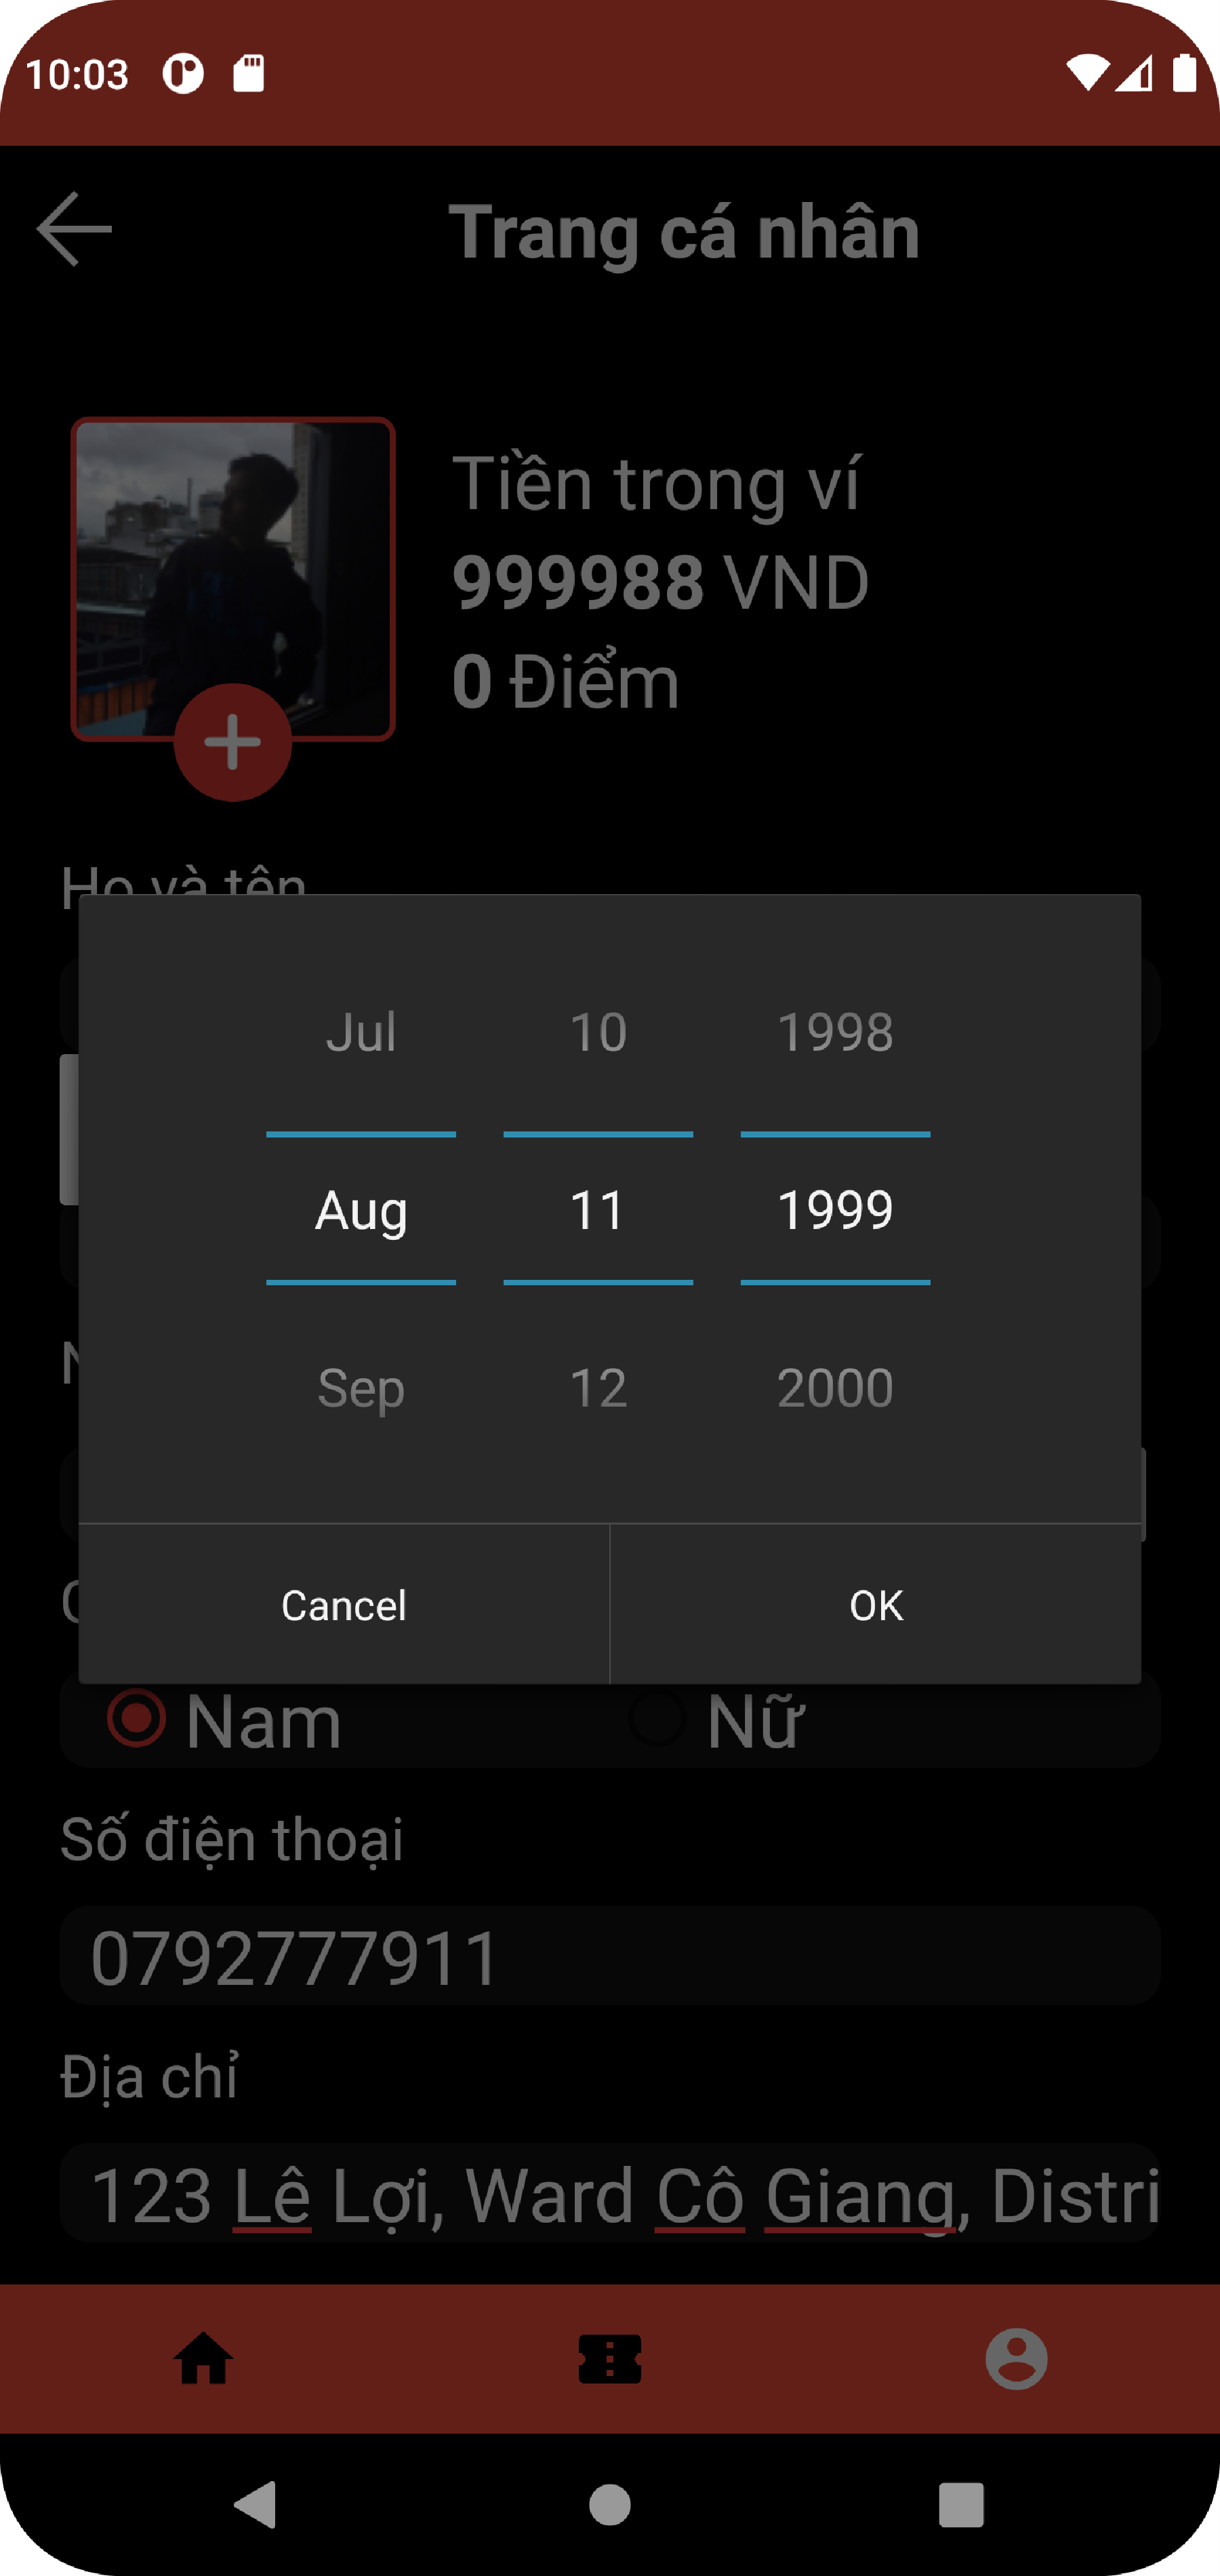 10:03
Trang cá nhân
Tiền trong ví
999988 VND
0 Điểm
Họ và tên
Jul 10 1998
Aug 11 1999
Sep 12 2000
Cancel OK
Nam Nữ
Số điện thoại
0792777911
Địa chỉ
123 Lê Lợi, Ward Cô Giang, Distri